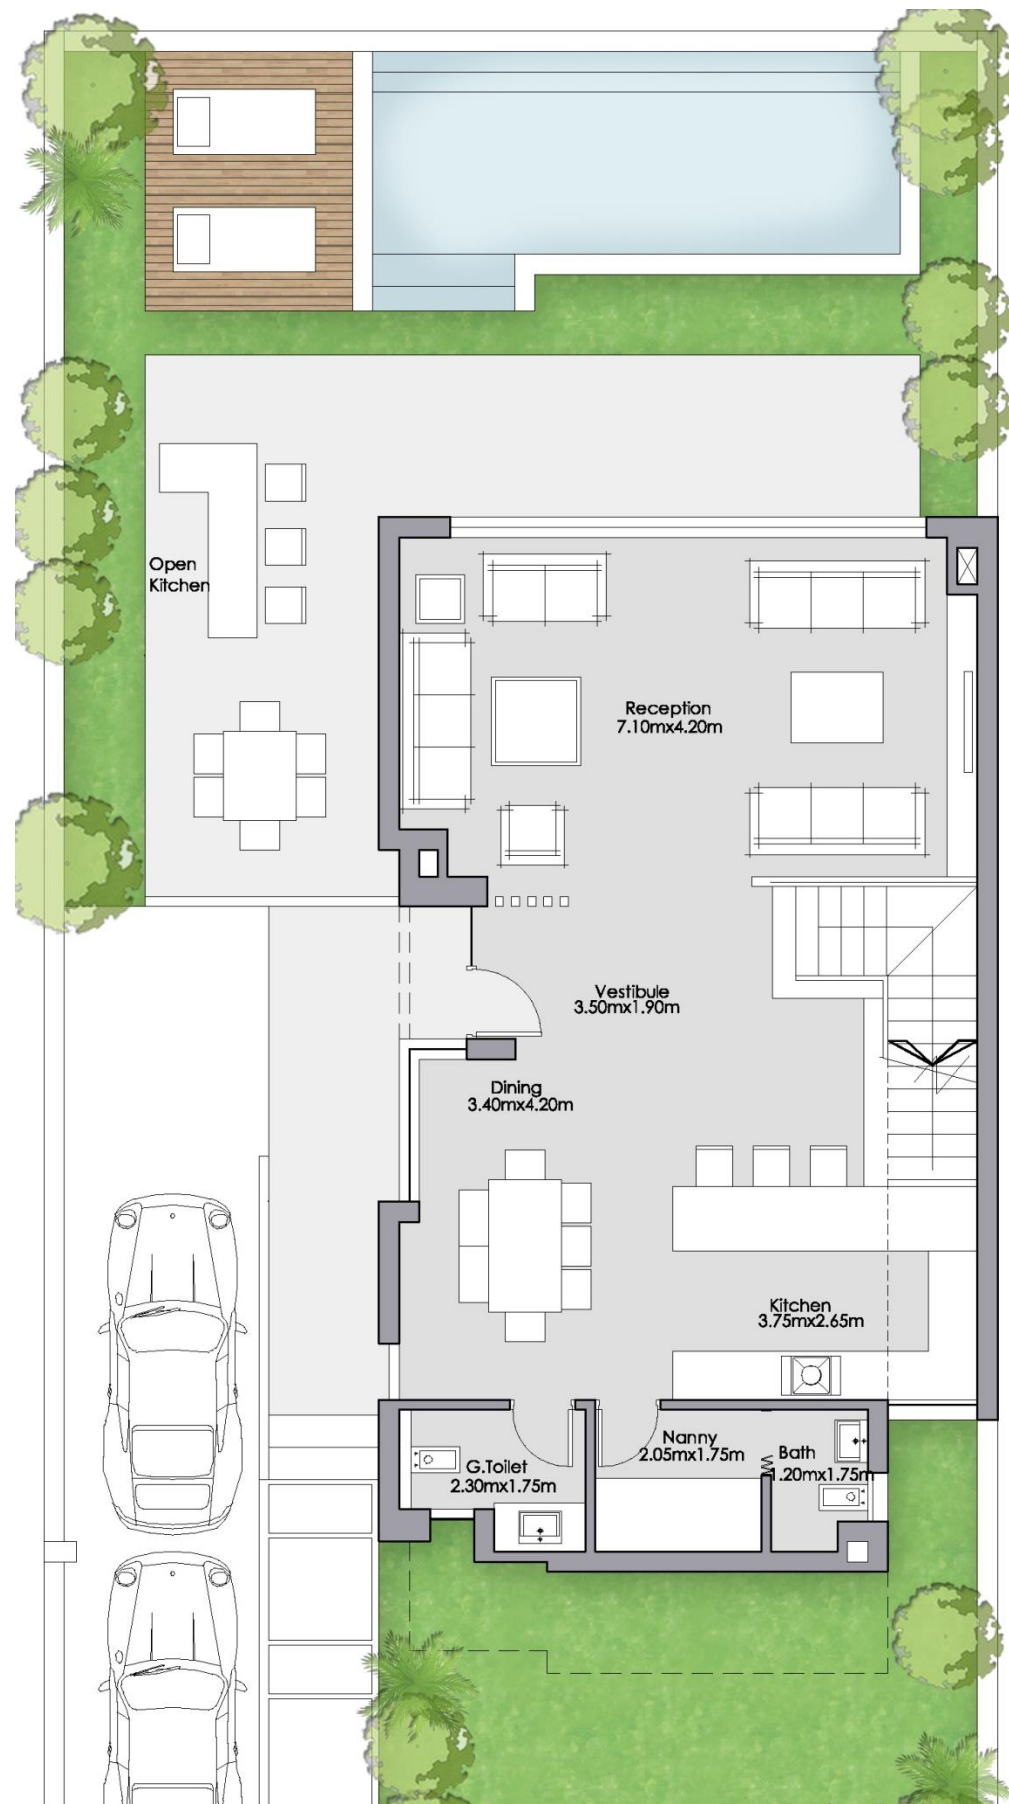 Open
Kitchen
Reception
7.10mx4.20m
Vestibule
3.50mx1.90m
Dining
3.40mx4.20m
Kitchen
3.75mx2.65m
Nanny
2.05mx1.75m
Bath
1.20mx1.75m
G.Toilet
2.30mx1.75m